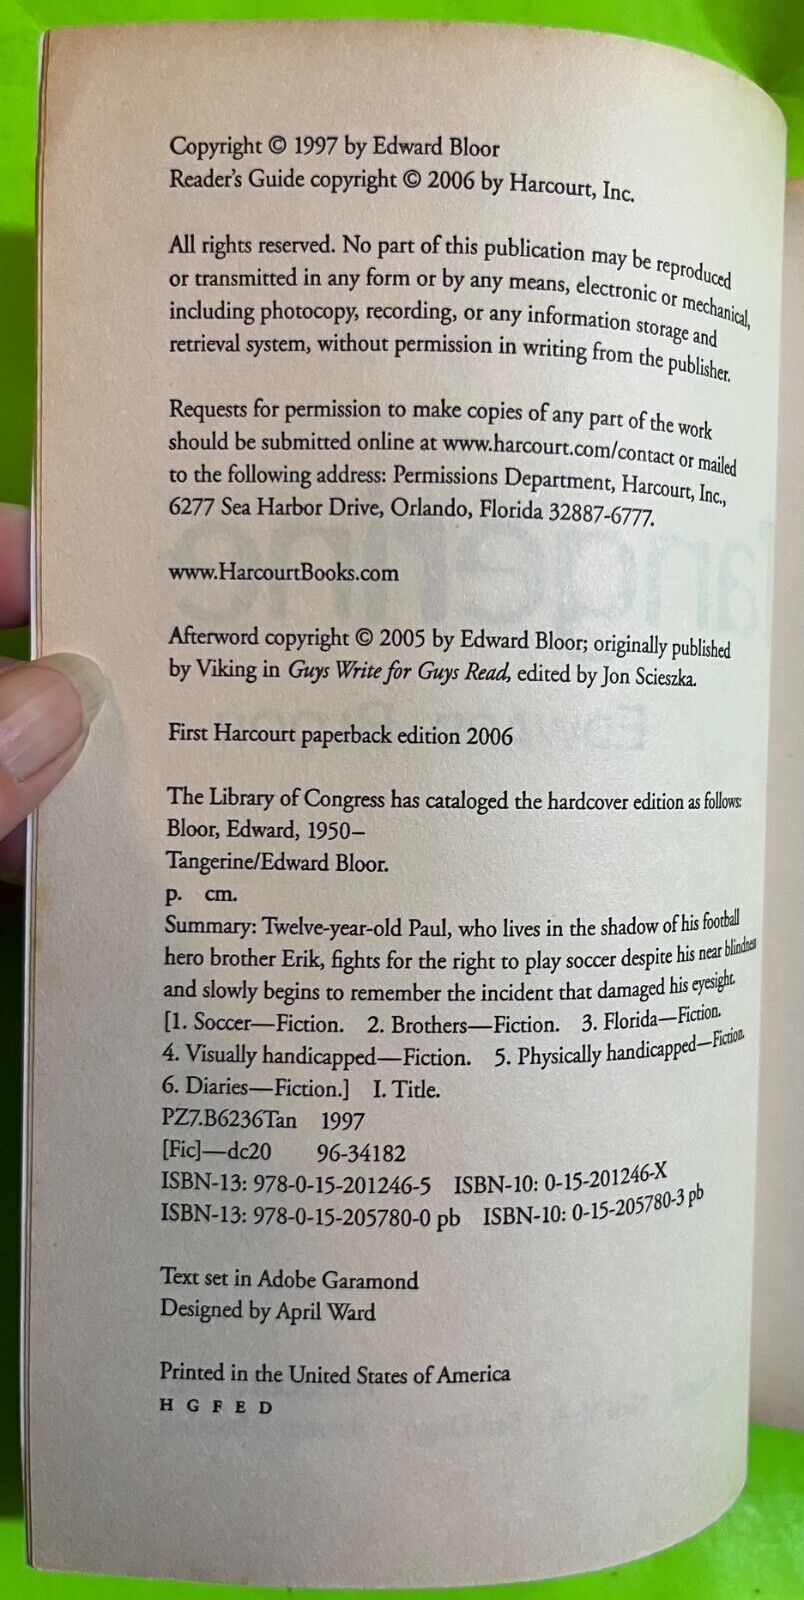 Copyright © 1997 by Edward Bloor
Reader's Guide copyright © 2006 by Harcourt, Inc.
All rights reserved. No part of this publication may be reproduced
or transmitted in any form or by any means, electronic or mechanical,
including photocopy, recording, or any information storage and
retrieval system, without permission in writing from the publisher.
Requests for permission to make copies of any part of the work
should be submitted online at www.harcourt.com/contact or mailed
to the following address: Permissions Department, Harcourt, Inc.,
6277 Sea Harbor Drive, Orlando, Florida 32887-6777.
www.HarcourtBooks.com
Afterword copyright © 2005 by Edward Bloor; originally published
by Viking in Guys Write for Guys Read, edited by Jon Scieszka.
First Harcourt paperback edition 2006
The Library of Congress has cataloged the hardcover edition as follows:
Bloor, Edward, 1950–
Tangerine/Edward Bloor.
p. cm.
Summary: Twelve-year-old Paul, who lives in the shadow of his football
hero brother Erik, fights for the right to play soccer despite his near blindness
and slowly begins to remember the incident that damaged his eyesight.
[1. Soccer—Fiction. 2. Brothers—Fiction. 3. Florida—Fiction.
4. Visually handicapped—Fiction. 5. Physically handicapped—Fiction.
6. Diaries—Fiction.] I. Title.
PZ7.B6236Tan 1997
[Fic]—dc20 96-34182
ISBN-13: 978-0-15-201246-5 ISBN-10: 0-15-201246-X
ISBN-13: 978-0-15-205780-0 pb ISBN-10: 0-15-205780-3 pb
Text set in Adobe Garamond
Designed by April Ward
Printed in the United States of America
H G F E D